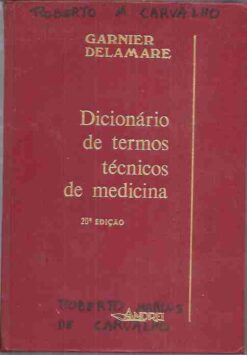 ROBERTO A CARVALHO
GARNIER
DELAMARE
Dicionário
de termos
técnicos
de medicina
20ª EDIÇÃO
ANDREI
ROBERTO
DE CARVALHO